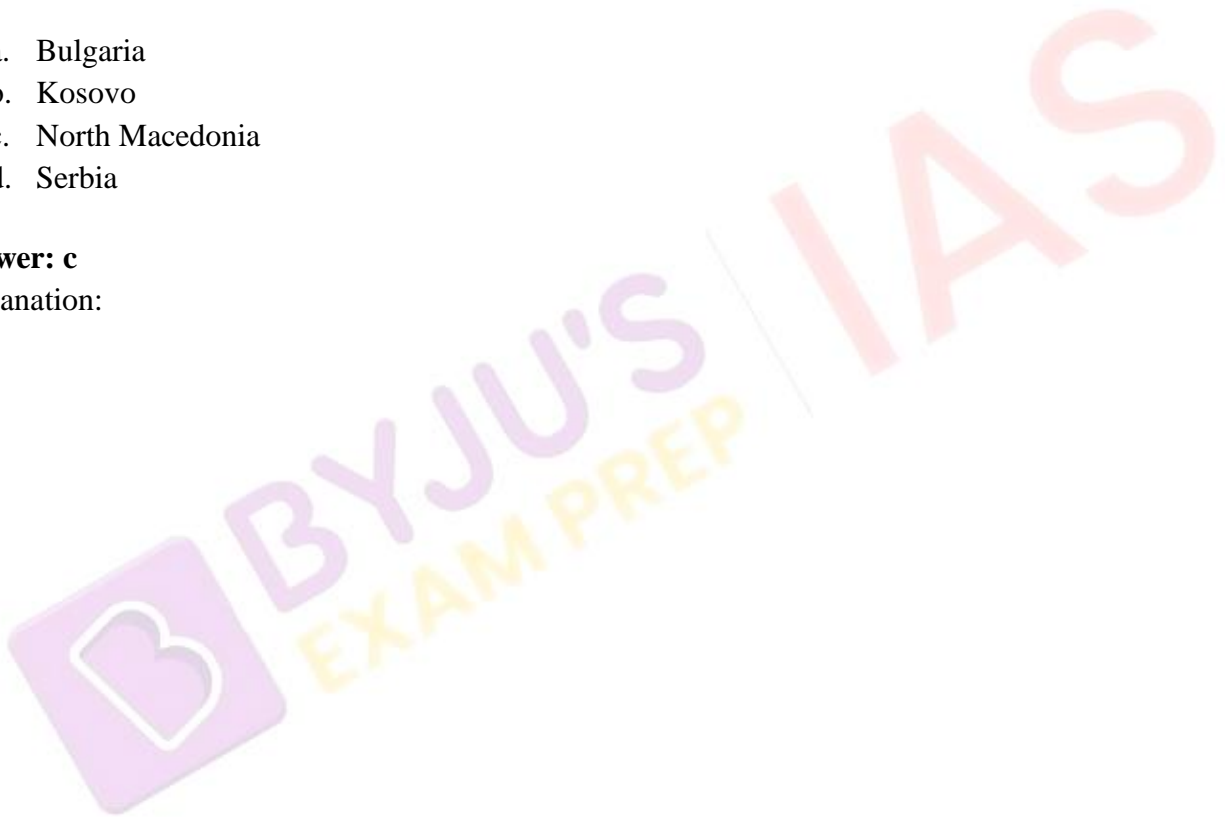 a. Bulgaria
b. Kosovo
c. North Macedonia
d. Serbia
wer: c
anation:
BYJU'S
EXAM PREP
IAS